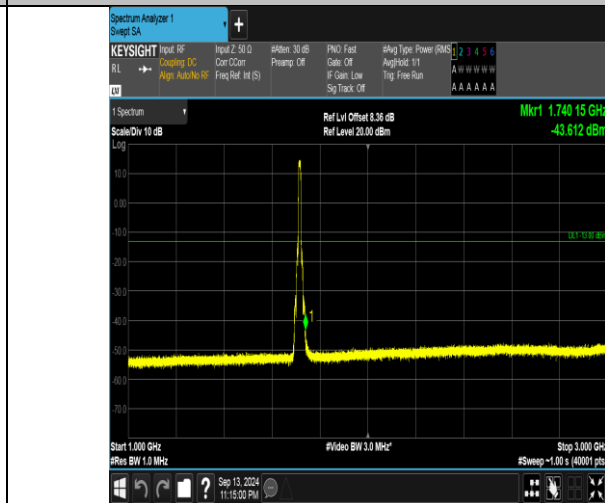 Spectrum Analyzer 1
Swept SA
+
KEYSIGHT Input: RF Input Z: 50 Ω #Atten: 30 dB PNO: Fast #Avg Type: Power (RMS 1 2 3 4 5 6
RL Coupling: DC Corr CCorr Preamp: Off Gate: Off Avg|Hold: 1/1 A W W W W W
Align: Auto/No RF Freq Ref: Int (S) IF Gain: Low Trig: Free Run
Sig Track: Off A A A A A A
LXI
1 Spectrum Ref Lvl Offset 8.36 dB Mkr1 1.740 15 GHz
Scale/Div 10 dB Ref Level 20.00 dBm -43.612 dBm
Log
10.0
0.00
-10.0
DL1 -13.00 dBm
-20.0
-30.0
1
-40.0
-50.0
-60.0
-70.0
Start 1.000 GHz #Video BW 3.0 MHz* Stop 3.000 GHz
#Res BW 1.0 MHz #Sweep ~1.00 s (40001 pts
? Sep 13, 2024
11:15:00 PM